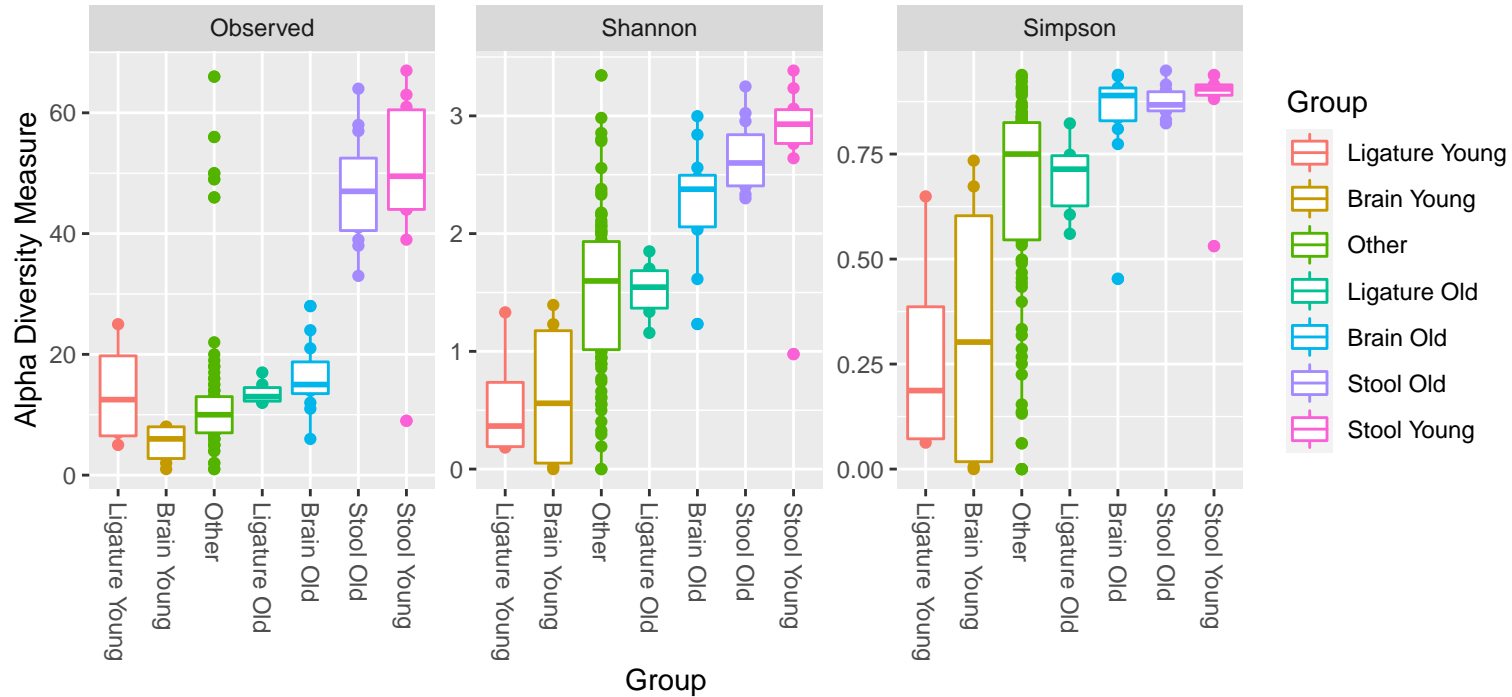 Observed
Shannon
Simpson
Alpha Diversity Measure
0
20
40
60
0
1
2
3
0.00
0.25
0.50
0.75
Ligature Young
Brain Young
Other
Ligature Old
Brain Old
Stool Old
Stool Young
Ligature Young
Brain Young
Other
Ligature Old
Brain Old
Stool Old
Stool Young
Ligature Young
Brain Young
Other
Ligature Old
Brain Old
Stool Old
Stool Young
Group
Group
Ligature Young
Brain Young
Other
Ligature Old
Brain Old
Stool Old
Stool Young